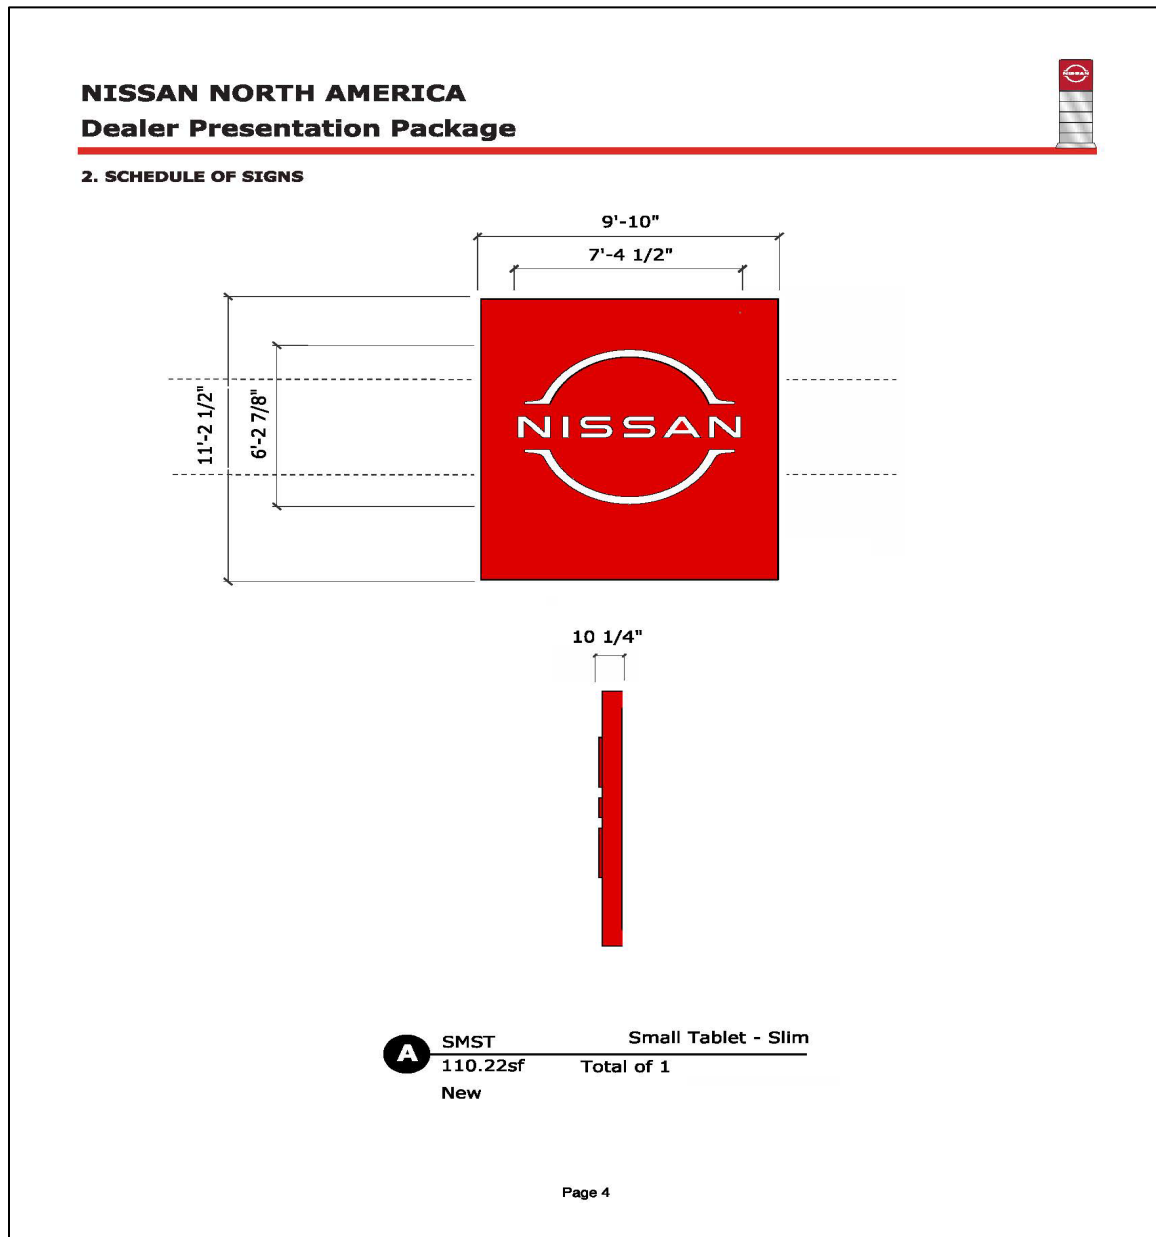 NISSAN NORTH AMERICA
Dealer Presentation Package
NISSAN
2. SCHEDULE OF SIGNS
9'-10"
7'-4 1/2"
11'-2 1/2"
6'-2 7/8"
NISSAN
10 1/4"
A
SMST Small Tablet - Slim
110.22sf Total of 1
New
Page 4